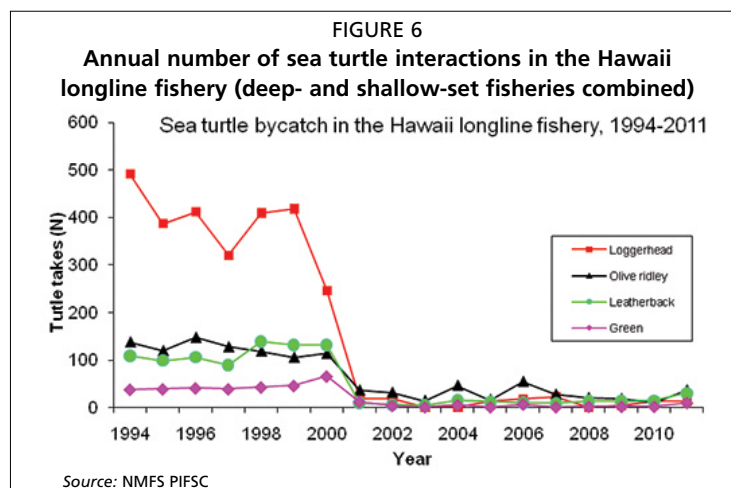 FIGURE 6
Annual number of sea turtle interactions in the Hawaii
longline fishery (deep- and shallow-set fisheries combined)
Sea turtle bycatch in the Hawaii longline fishery, 1994-2011
600
500
400
300
200
100
0
Tutle takes (N)
Loggerhead
Olive ridley
Leatherback
Green
1994 1996 1998 2000 2002 2004 2006 2008 2010
Year
Source: NMFS PIFSC